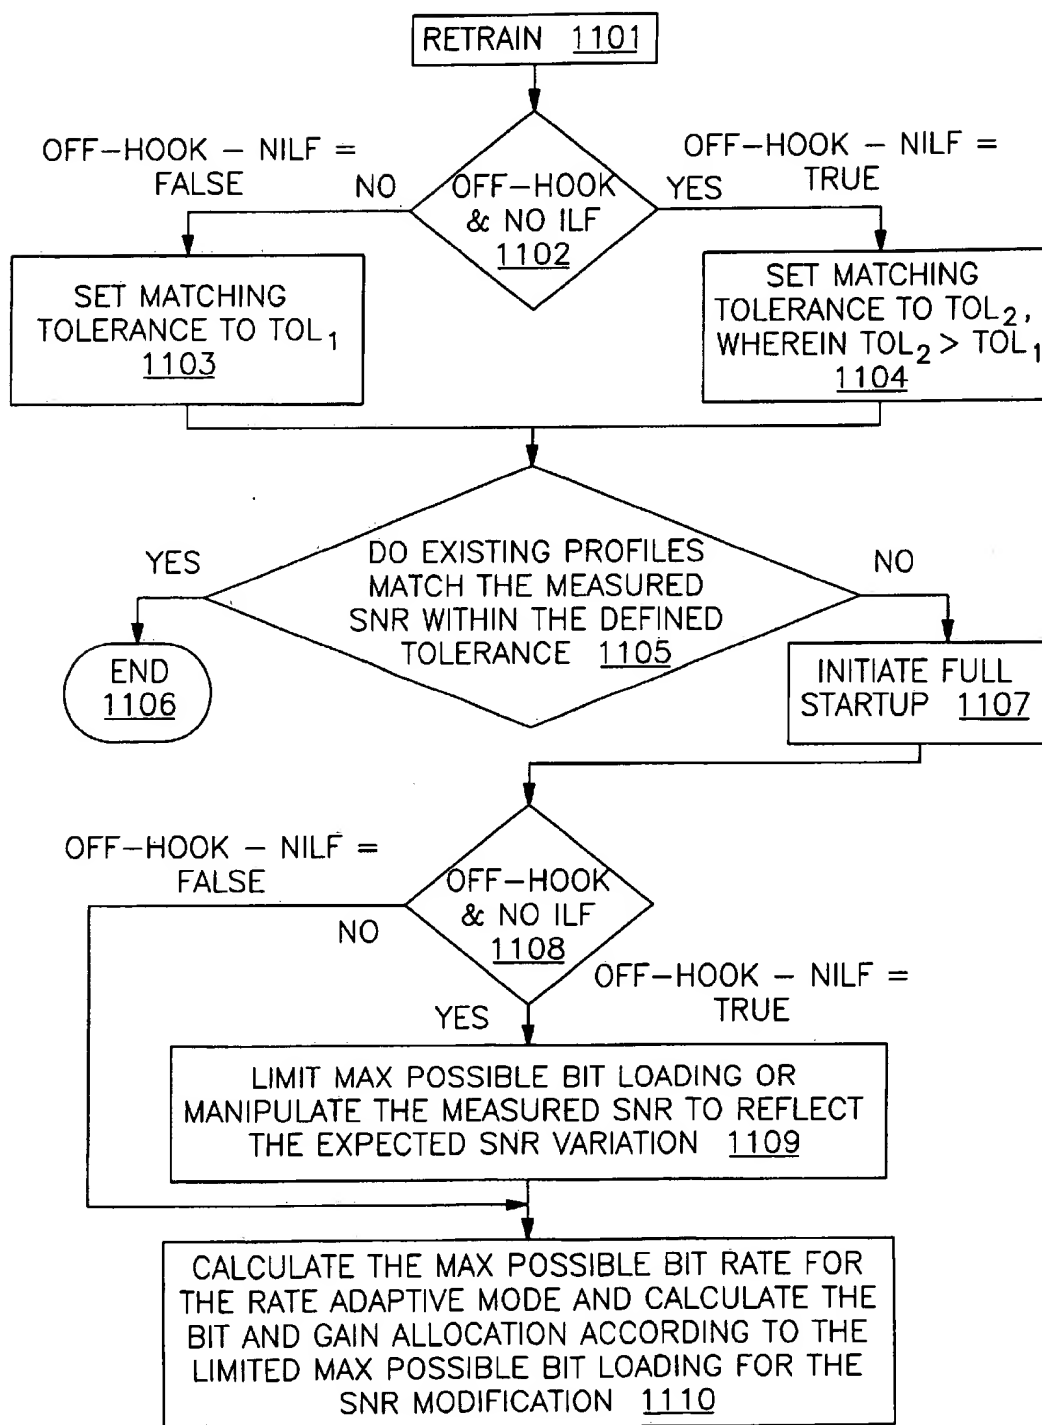 RETRAIN 1101
OFF-HOOK - NILF =
FALSE
NO
OFF-HOOK
& NO ILF
1102
YES
OFF-HOOK - NILF =
TRUE
SET MATCHING
TOLERANCE TO TOL1
1103
SET MATCHING
TOLERANCE TO TOL2,
WHEREIN TOL2 > TOL1
1104
YES
DO EXISTING PROFILES
MATCH THE MEASURED
SNR WITHIN THE DEFINED
TOLERANCE 1105
NO
END
1106
INITIATE FULL
STARTUP 1107
OFF-HOOK - NILF =
FALSE
NO
OFF-HOOK
& NO ILF
1108
OFF-HOOK - NILF =
TRUE
YES
LIMIT MAX POSSIBLE BIT LOADING OR
MANIPULATE THE MEASURED SNR TO REFLECT
THE EXPECTED SNR VARIATION 1109
CALCULATE THE MAX POSSIBLE BIT RATE FOR
THE RATE ADAPTIVE MODE AND CALCULATE THE
BIT AND GAIN ALLOCATION ACCORDING TO THE
LIMITED MAX POSSIBLE BIT LOADING FOR THE
SNR MODIFICATION 1110